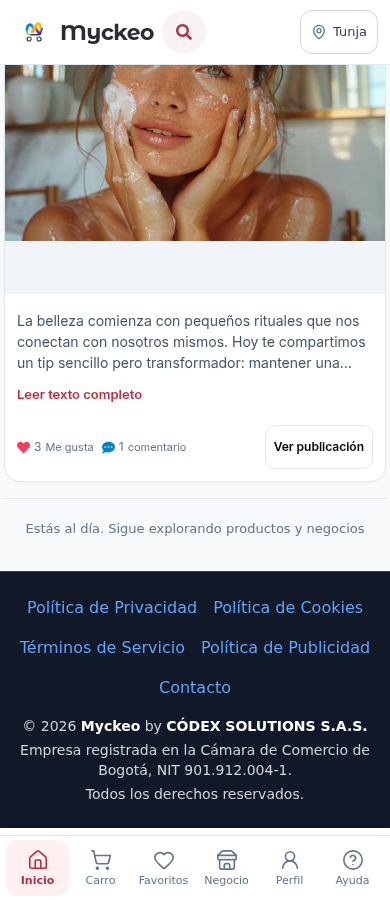 Myckeo
Tunja
La belleza comienza con pequeños rituales que nos
conectan con nosotros mismos. Hoy te compartimos
un tip sencillo pero transformador: mantener una...
Leer texto completo
3 Me gusta 1 comentario
Ver publicación
Estás al día. Sigue explorando productos y negocios
Política de Privacidad Política de Cookies
Términos de Servicio Política de Publicidad
Contacto
© 2026 Myckeo by CÓDEX SOLUTIONS S.A.S.
Empresa registrada en la Cámara de Comercio de
Bogotá, NIT 901.912.004-1.
Todos los derechos reservados.
Inicio Carro Favoritos Negocio Perfil Ayuda